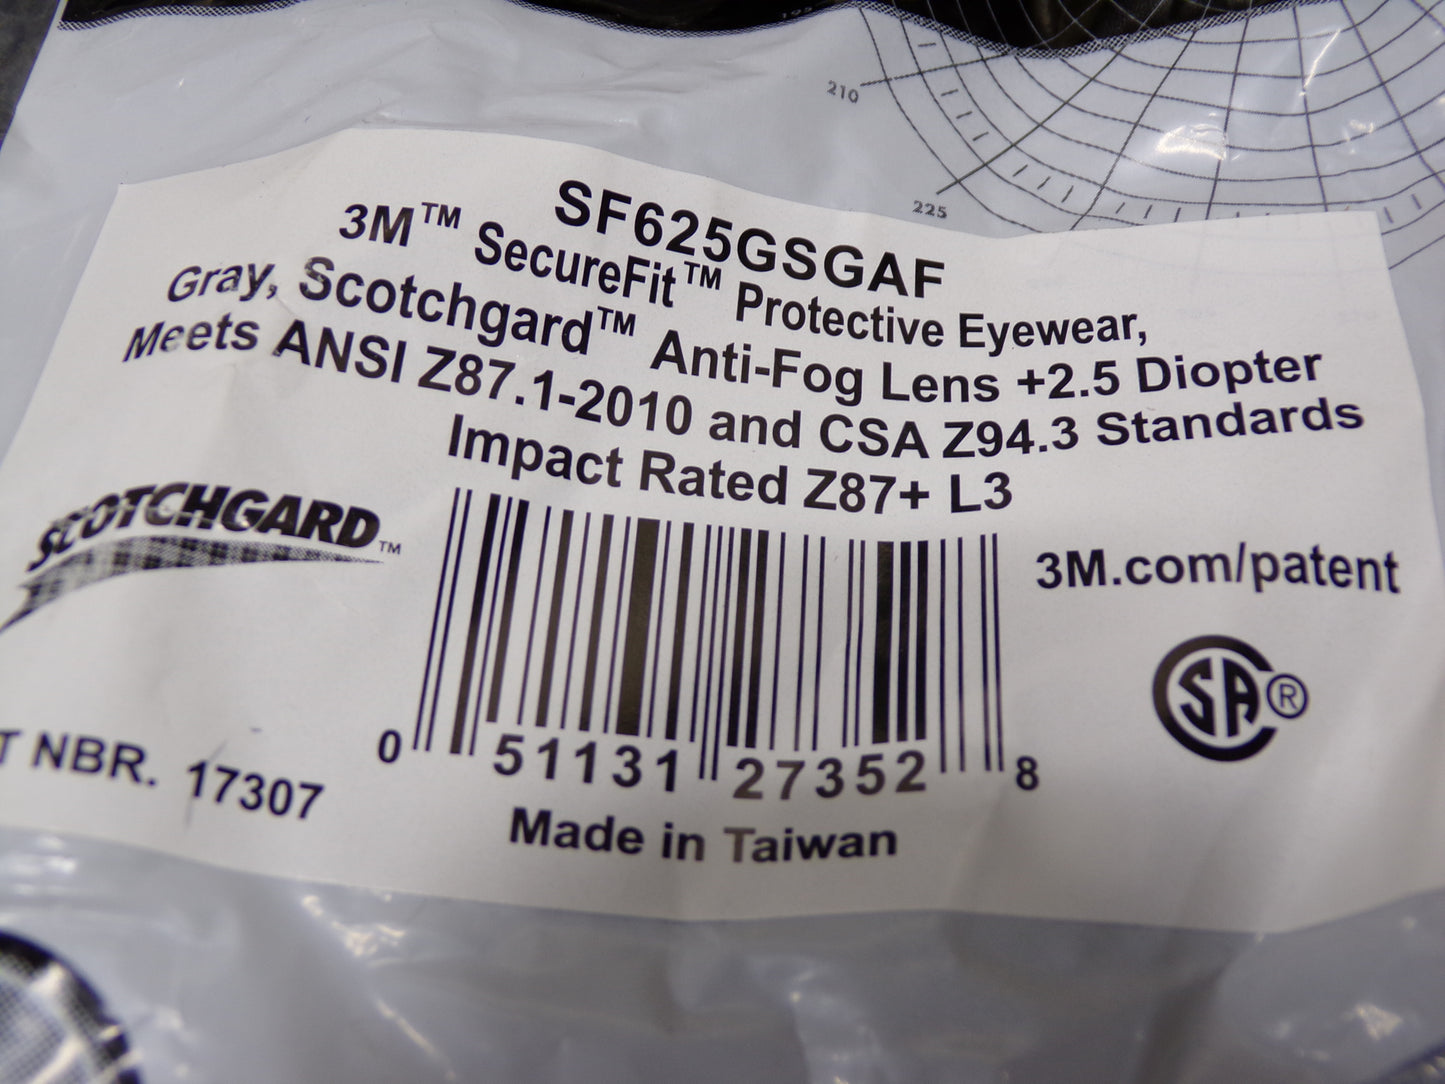 210
225
SF625GSGAF
3M™ SecureFit™ Protective Eyewear,
Gray, Scotchgard™ Anti-Fog Lens +2.5 Diopter
Meets ANSI Z87.1-2010 and CSA Z94.3 Standards
Impact Rated Z87+ L3
SCOTCHGARD™
3M.com/patent
CSA®
0 51131 27352 8
T NBR. 17307
Made in Taiwan